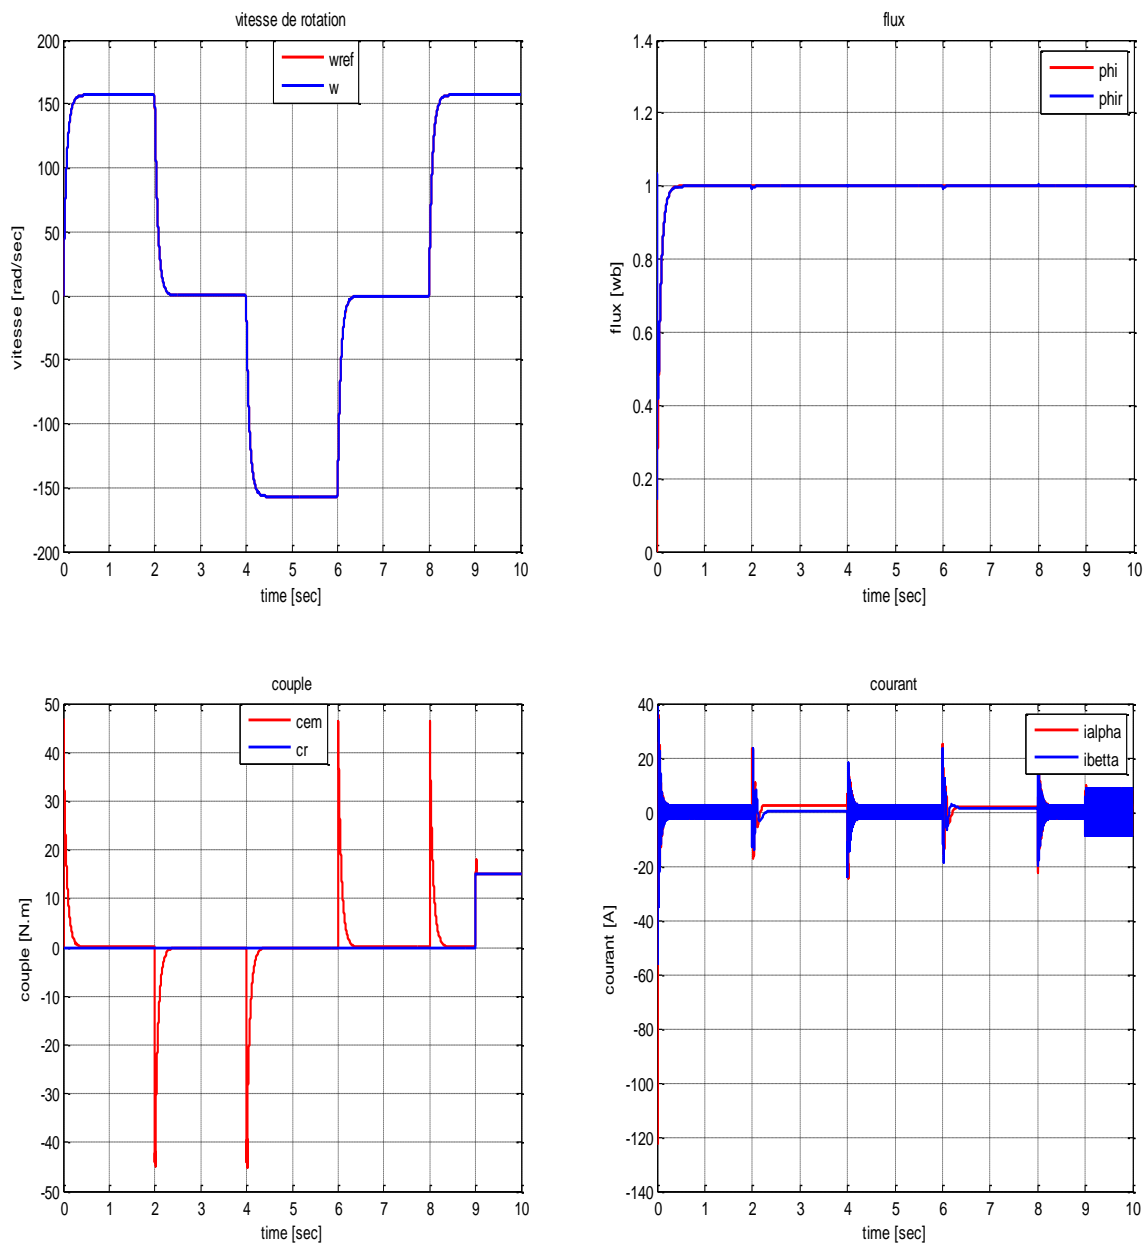 vitesse de rotation
wref
w
vitesse [rad/sec]
200
150
100
50
0
-50
-100
-150
-200
0 1 2 3 4 5 6 7 8 9 10
time [sec]
flux
phi
phir
flux [wb]
1.4
1.2
1
0.8
0.6
0.4
0.2
0
0 1 2 3 4 5 6 7 8 9 10
time [sec]
couple
cem
cr
couple [N.m]
50
40
30
20
10
0
-10
-20
-30
-40
-50
0 1 2 3 4 5 6 7 8 9 10
time [sec]
courant
ialpha
ibetta
courant [A]
40
20
0
-20
-40
-60
-80
-100
-120
-140
0 1 2 3 4 5 6 7 8 9 10
time [sec]